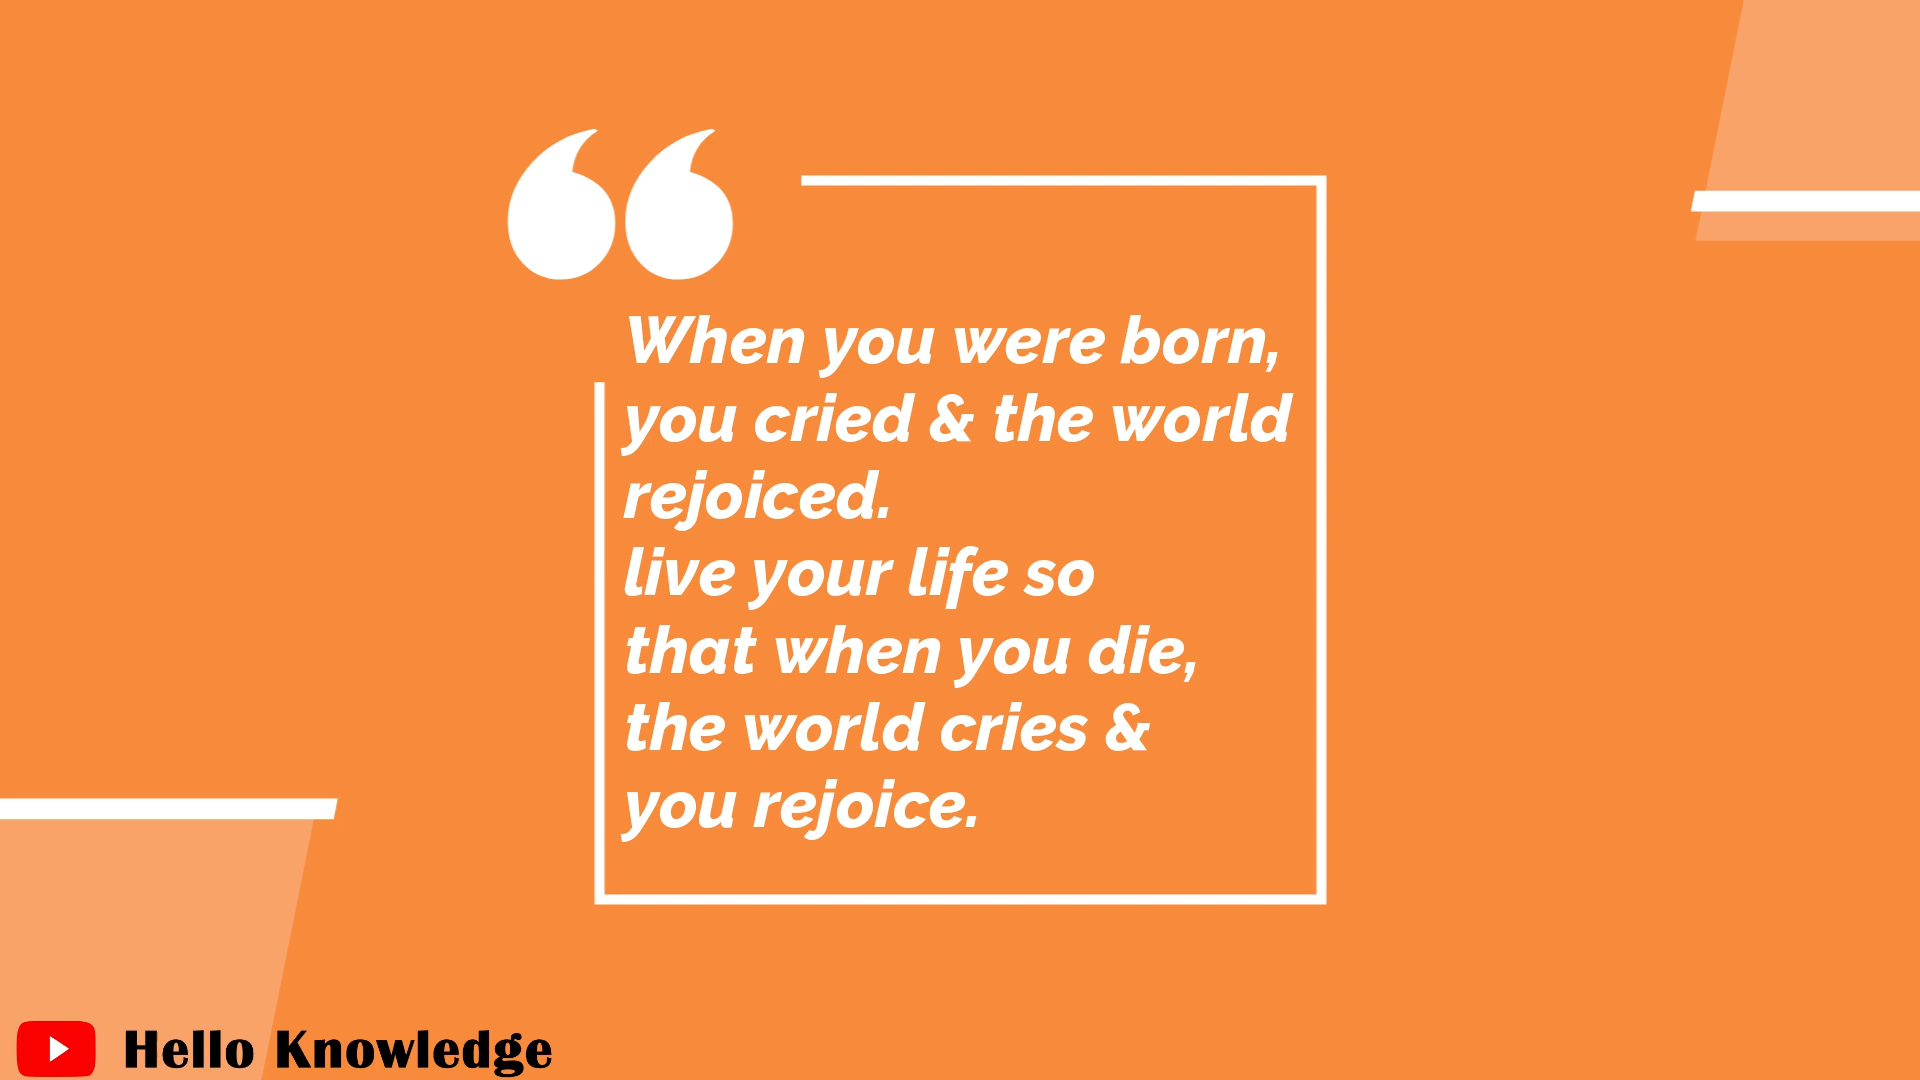 When you were born,
you cried & the world
rejoiced.
live your life so
that when you die,
the world cries &
you rejoice.
Hello Knowledge